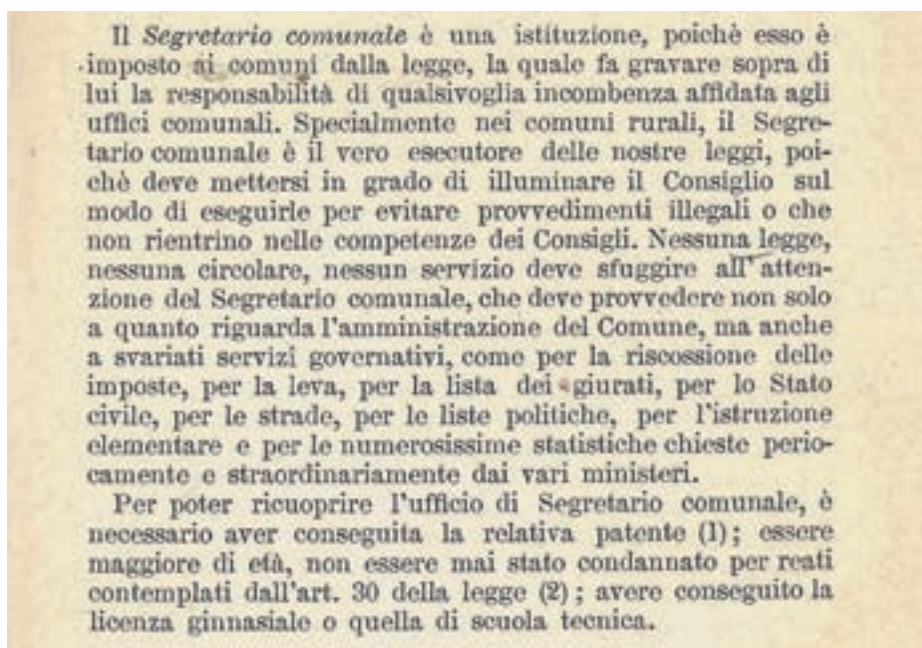 Il Segretario comunale è una istituzione, poichè esso è
imposto ai comuni dalla legge, la quale fa gravare sopra di
lui la responsabilità di qualsivoglia incombenza affidata agli
uffici comunali. Specialmente nei comuni rurali, il Segre-
tario comunale è il vero esecutore delle nostre leggi, poi-
chè deve mettersi in grado di illuminare il Consiglio sul
modo di eseguirle per evitare provvedimenti illegali o che
non rientrino nelle competenze dei Consigli. Nessuna legge,
nessuna circolare, nessun servizio deve sfuggire all'atten-
zione del Segretario comunale, che deve provvedere non solo
a quanto riguarda l'amministrazione del Comune, ma anche
a svariati servizi governativi, come per la riscossione delle
imposte, per la leva, per la lista dei giurati, per lo Stato
civile, per le strade, per le liste politiche, per l'istruzione
elementare e per le numerosissime statistiche chieste perio-
camente e straordinariamente dai vari ministeri.
Per poter ricuoprire l'ufficio di Segretario comunale, è
necessario aver conseguita la relativa patente (1); essere
maggiore di età, non essere mai stato condannato per reati
contemplati dall'art. 30 della legge (2); avere conseguito la
licenza ginnasiale o quella di scuola tecnica.